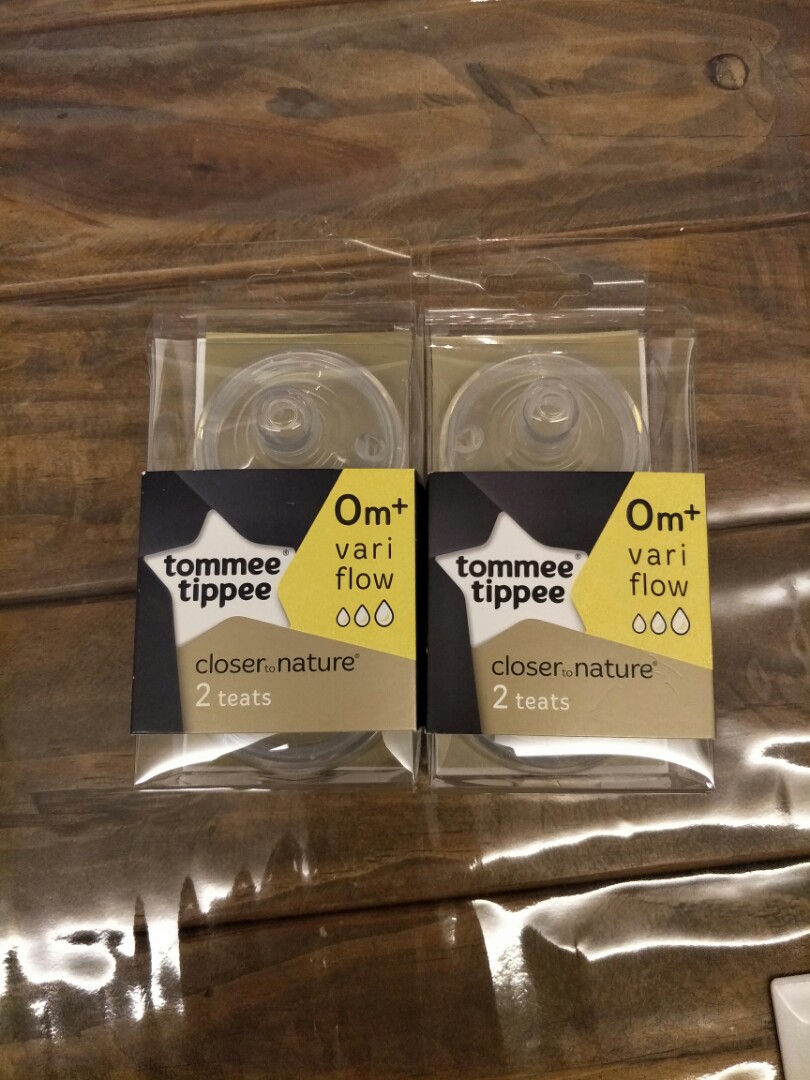 0m+
vari
flow
tommee®
tippee
closer to nature®
2 teats
0m+
vari
flow
tommee®
tippee
closer to nature®
2 teats